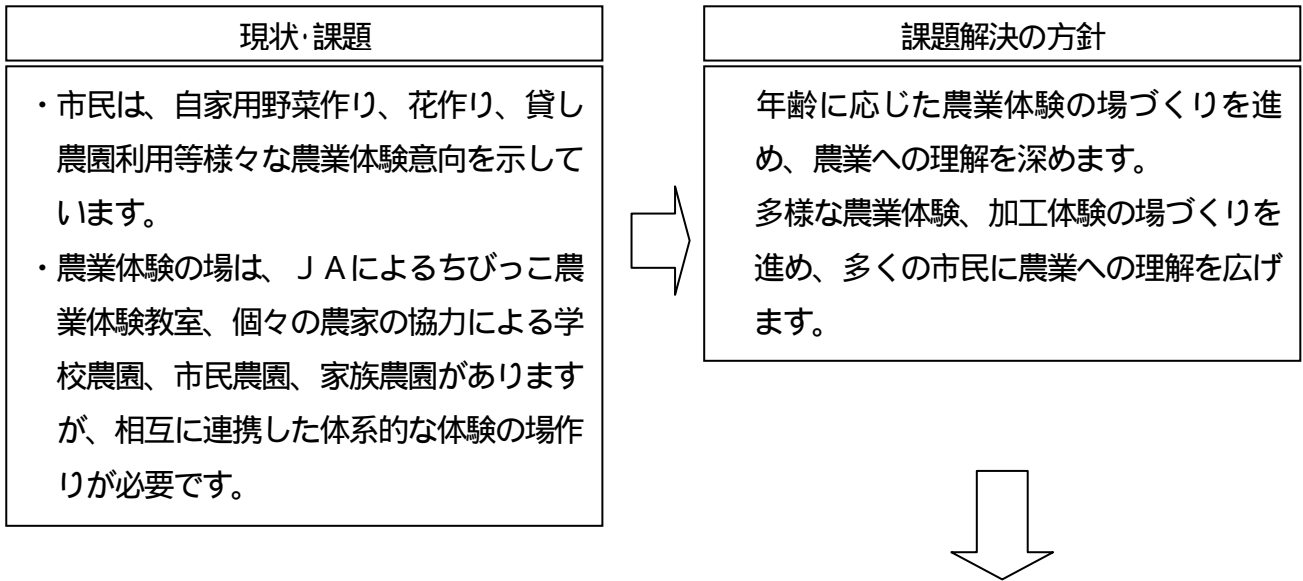 現状･課題
・市民は、自家用野菜作り、花作り、貸し
農園利用等様々な農業体験意向を示して
います。
・農業体験の場は、ＪＡによるちびっこ農
業体験教室、個々の農家の協力による学
校農園、市民農園、家族農園があります
が、相互に連携した体系的な体験の場作
りが必要です。
課題解決の方針
年齢に応じた農業体験の場づくりを進
め、農業への理解を深めます。
多様な農業体験、加工体験の場づくりを
進め、多くの市民に農業への理解を広げ
ます。